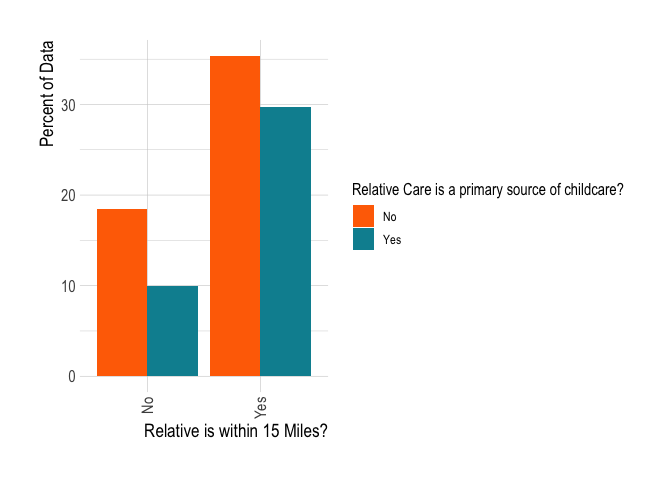 Percent of Data
30
20
10
0
No
Yes
Relative is within 15 Miles?
Relative Care is a primary source of childcare?
No
Yes